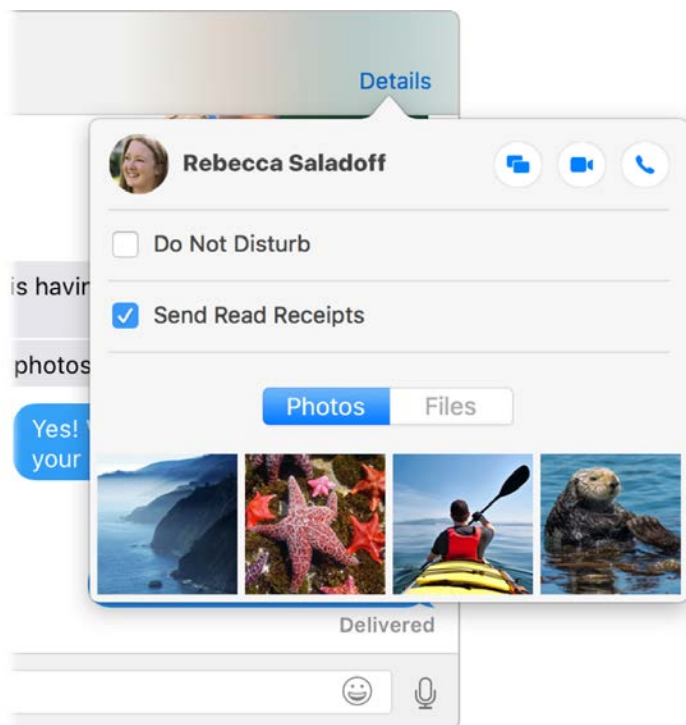 Details
Rebecca Saladoff
Do Not Disturb
is havin
Send Read Receipts
photos
Photos Files
Yes!
your
Delivered